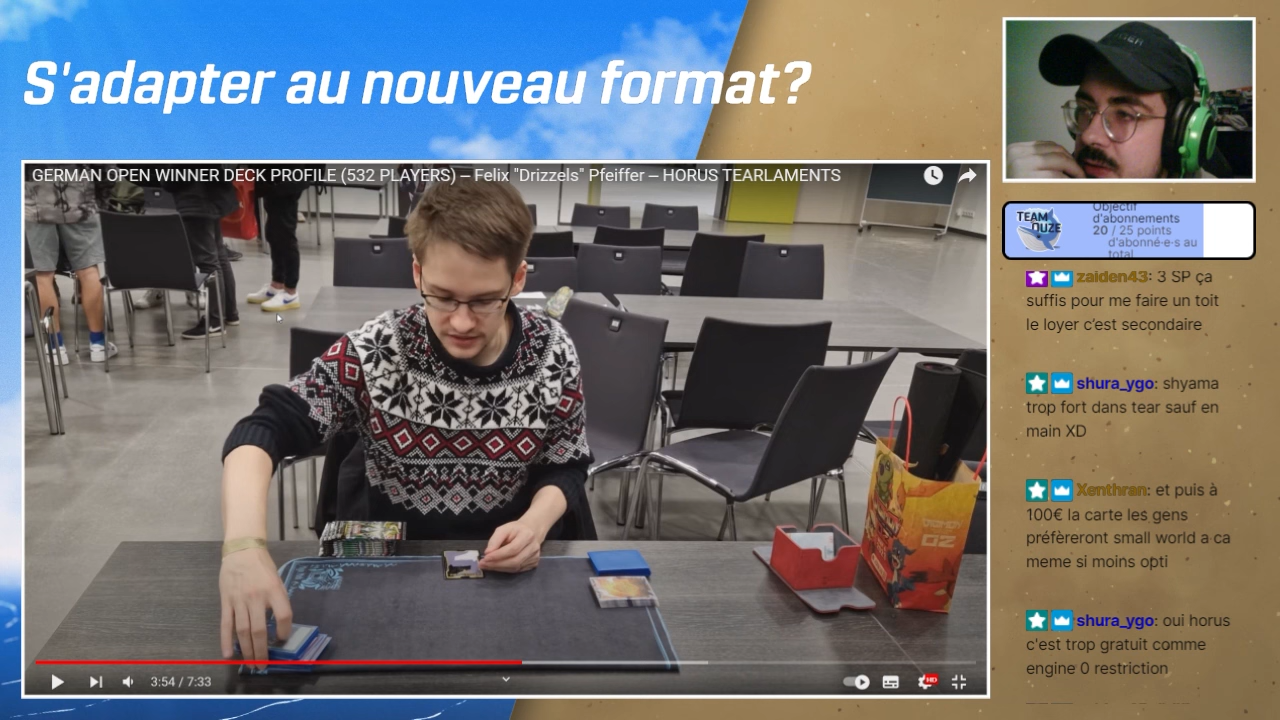 S'adapter au nouveau format?
GERMAN OPEN WINNER DECK PROFILE (532 PLAYERS) – Felix "Drizzels" Pfeiffer – HORUS TEARLAMENTS
TEAM
OUZE
Objectif
d'abonnements
20 / 25 points
d'abonné·e·s au
total
zaiden43: 3 SP ça
suffis pour me faire un toit
le loyer c'est secondaire
shura_ygo: shyama
trop fort dans tear sauf en
main XD
Xenthran: et puis à
100€ la carte les gens
préfèreront small world a ca
meme si moins opti
shura_ygo: oui horus
c'est trop gratuit comme
engine 0 restriction
3:54 / 7:33
HD